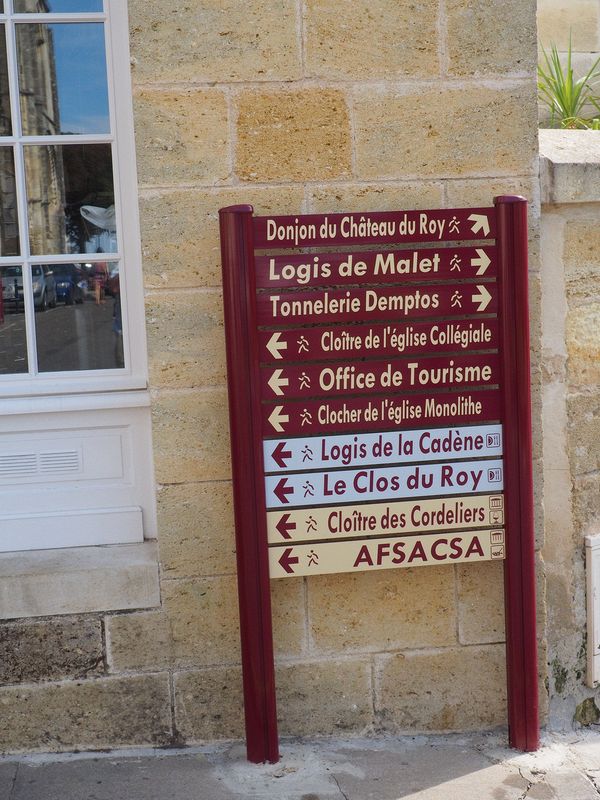 Donjon du Château du Roy
Logis de Malet
Tonnelerie Demptos
Cloître de l'église Collégiale
Office de Tourisme
Clocher de l'église Monolithe
Logis de la Cadène
Le Clos du Roy
Cloître des Cordeliers
AFSACSA